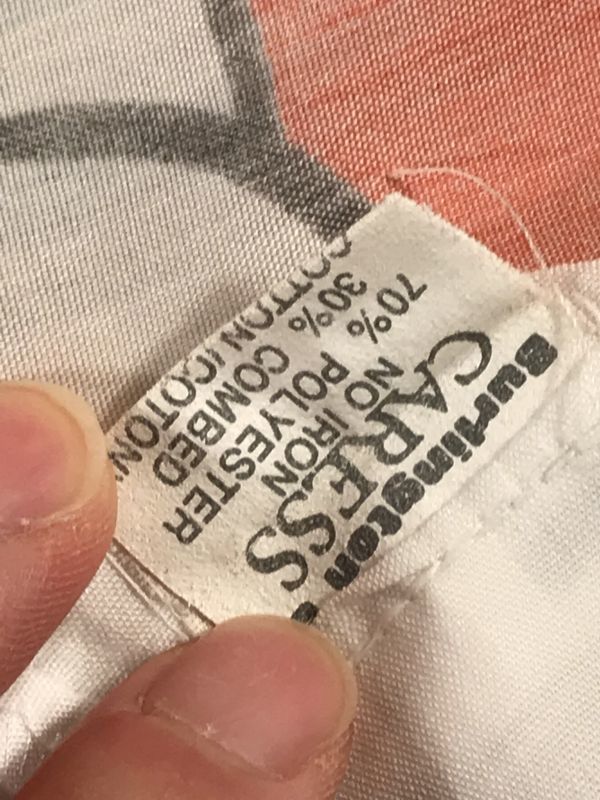 Burlington
CARESS
NO IRON
70% POLYESTER
30% COMBED
COTTON/COTON